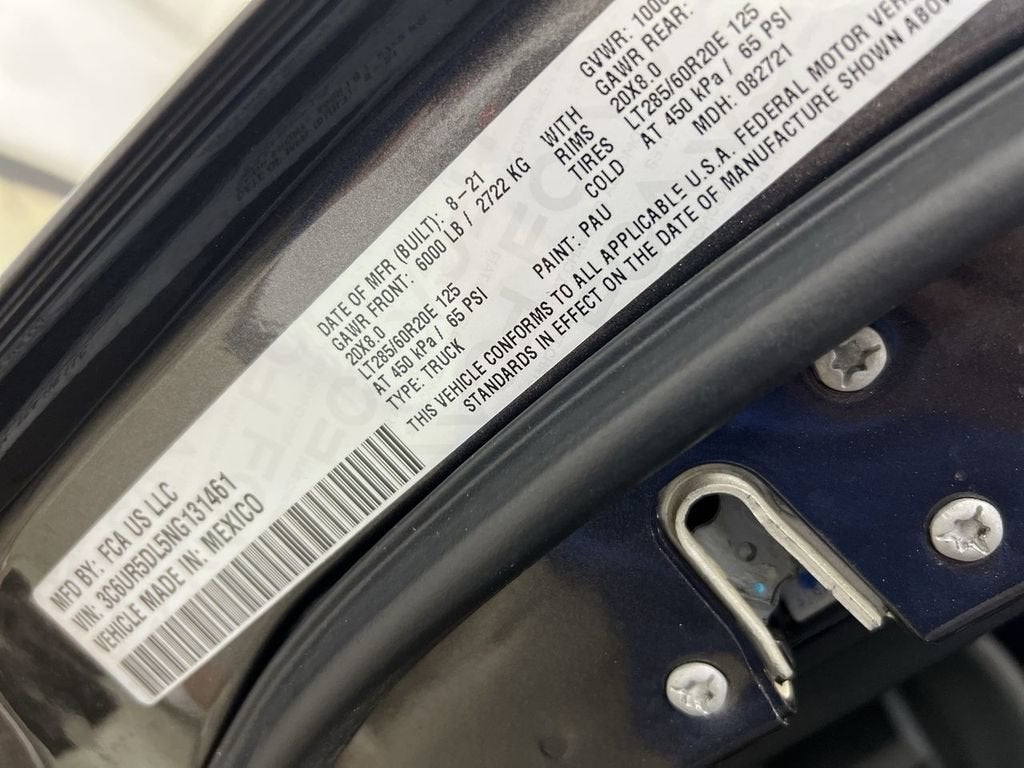 MFD BY: FCA US LLC
VIN: 3C6UR5DL5NG131461
VEHICLE MADE IN: MEXICO
DATE OF MFR (BUILT): 8-21
GAWR FRONT: 6000 LB / 2722 KG WITH
20X8.0 RIMS
LT285/60R20E 125 TIRES
AT 450 kPa / 65 PSI COLD
TYPE: TRUCK PAINT: PAU
GVWR:
GAWR REAR:
20X8.0
LT285/60R20E 125
AT 450 kPa / 65 PSI
MDH: 082721
THIS VEHICLE CONFORMS TO ALL APPLICABLE U.S.A. FEDERAL MOTOR
STANDARDS IN EFFECT ON THE DATE OF MANUFACTURE SHOWN